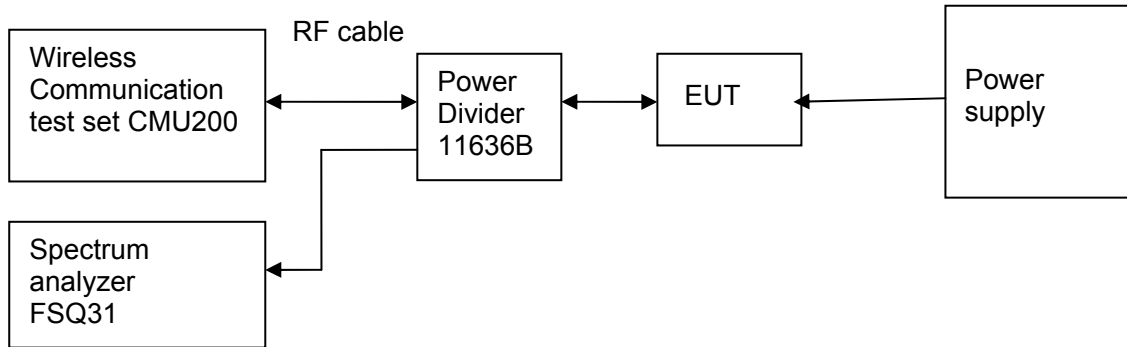 RF cable
Wireless
Communication
test set CMU200
Power
Divider
11636B
EUT
Power
supply
Spectrum
analyzer
FSQ31